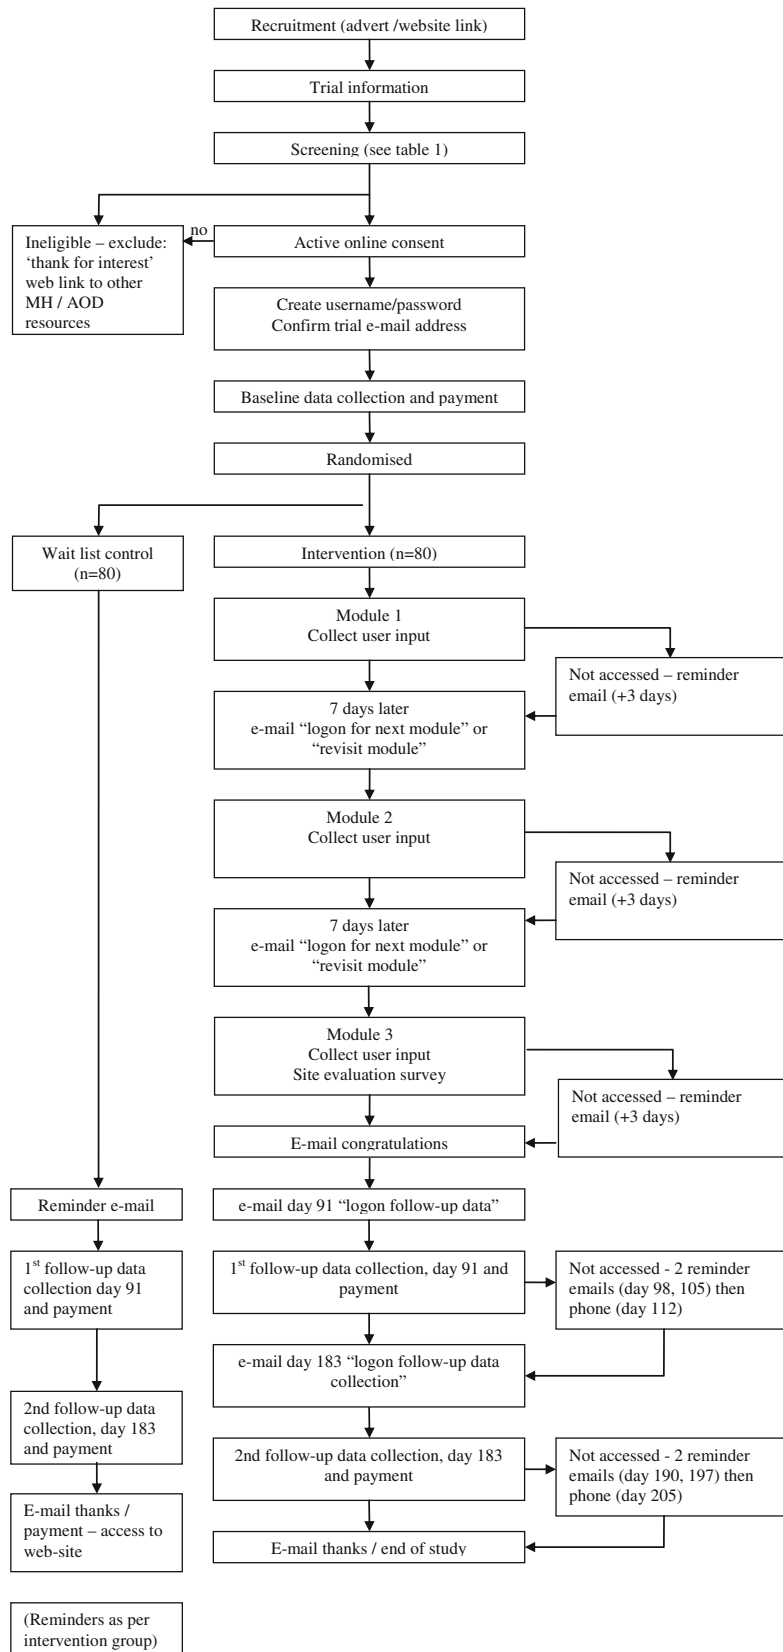 Recruitment (advert /website link)
Trial information
Screening (see table 1)
Ineligible – exclude:
‘thank for interest’
web link to other
MH / AOD
resources
no
Active online consent
Create username/password
Confirm trial e-mail address
Baseline data collection and payment
Randomised
Wait list control
(n=80)
Intervention (n=80)
Module 1
Collect user input
Not accessed – reminder
email (+3 days)
7 days later
e-mail “logon for next module” or
“revisit module”
Module 2
Collect user input
Not accessed – reminder
email (+3 days)
7 days later
e-mail “logon for next module” or
“revisit module”
Module 3
Collect user input
Site evaluation survey
Not accessed – reminder
email (+3 days)
E-mail congratulations
Reminder e-mail
e-mail day 91 “logon follow-up data”
1st follow-up data
collection day 91
and payment
1st follow-up data collection, day 91 and
payment
Not accessed - 2 reminder
emails (day 98, 105) then
phone (day 112)
e-mail day 183 “logon follow-up data
collection”
2nd follow-up data
collection, day 183
and payment
2nd follow-up data collection, day 183
and payment
Not accessed - 2 reminder
emails (day 190, 197) then
phone (day 205)
E-mail thanks /
payment – access to
web-site
E-mail thanks / end of study
(Reminders as per
intervention group)